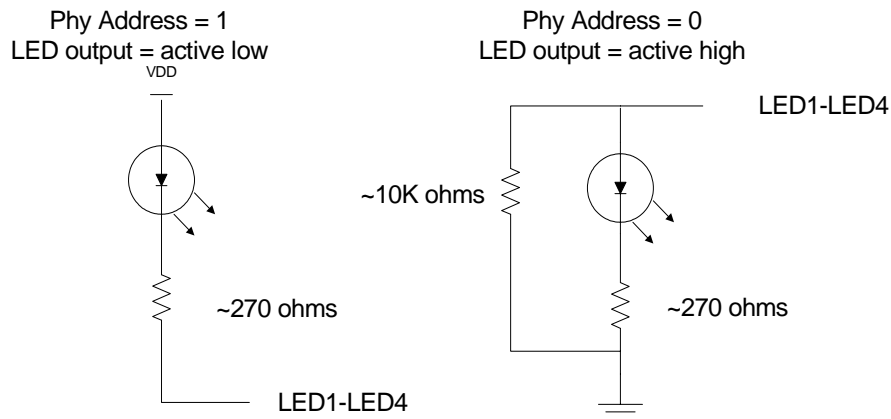 Phy Address = 1
LED output = active low
VDD
~270 ohms
LED1-LED4
Phy Address = 0
LED output = active high
LED1-LED4
~10K ohms
~270 ohms